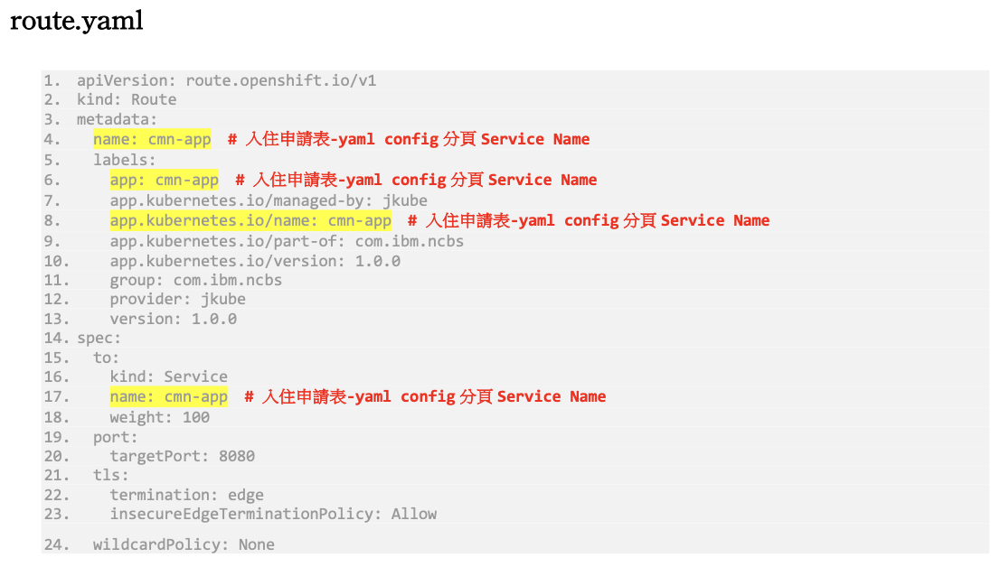 route.yaml
1. apiVersion: route.openshift.io/v1
2. kind: Route
3. metadata:
4. name: cmn-app # 入住申請表-yaml config 分頁 Service Name
5. labels:
6. app: cmn-app # 入住申請表-yaml config 分頁 Service Name
7. app.kubernetes.io/managed-by: jkube
8. app.kubernetes.io/name: cmn-app # 入住申請表-yaml config 分頁 Service Name
9. app.kubernetes.io/part-of: com.ibm.ncbs
10. app.kubernetes.io/version: 1.0.0
11. group: com.ibm.ncbs
12. provider: jkube
13. version: 1.0.0
14. spec:
15. to:
16. kind: Service
17. name: cmn-app # 入住申請表-yaml config 分頁 Service Name
18. weight: 100
19. port:
20. targetPort: 8080
21. tls:
22. termination: edge
23. insecureEdgeTerminationPolicy: Allow
24. wildcardPolicy: None